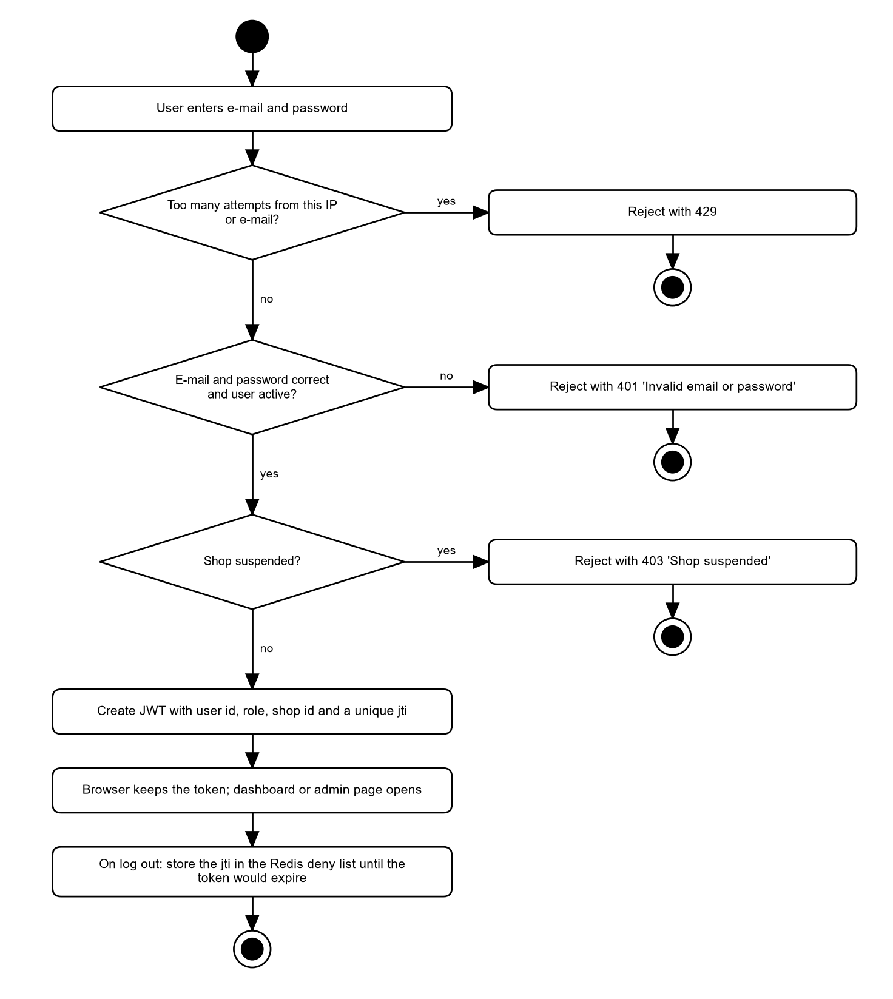 User enters e-mail and password
Too many attempts from this IP
or e-mail?
yes
Reject with 429
no
E-mail and password correct
and user active?
no
Reject with 401 'Invalid email or password'
yes
Shop suspended?
yes
Reject with 403 'Shop suspended'
no
Create JWT with user id, role, shop id and a unique jti
Browser keeps the token; dashboard or admin page opens
On log out: store the jti in the Redis deny list until the
token would expire